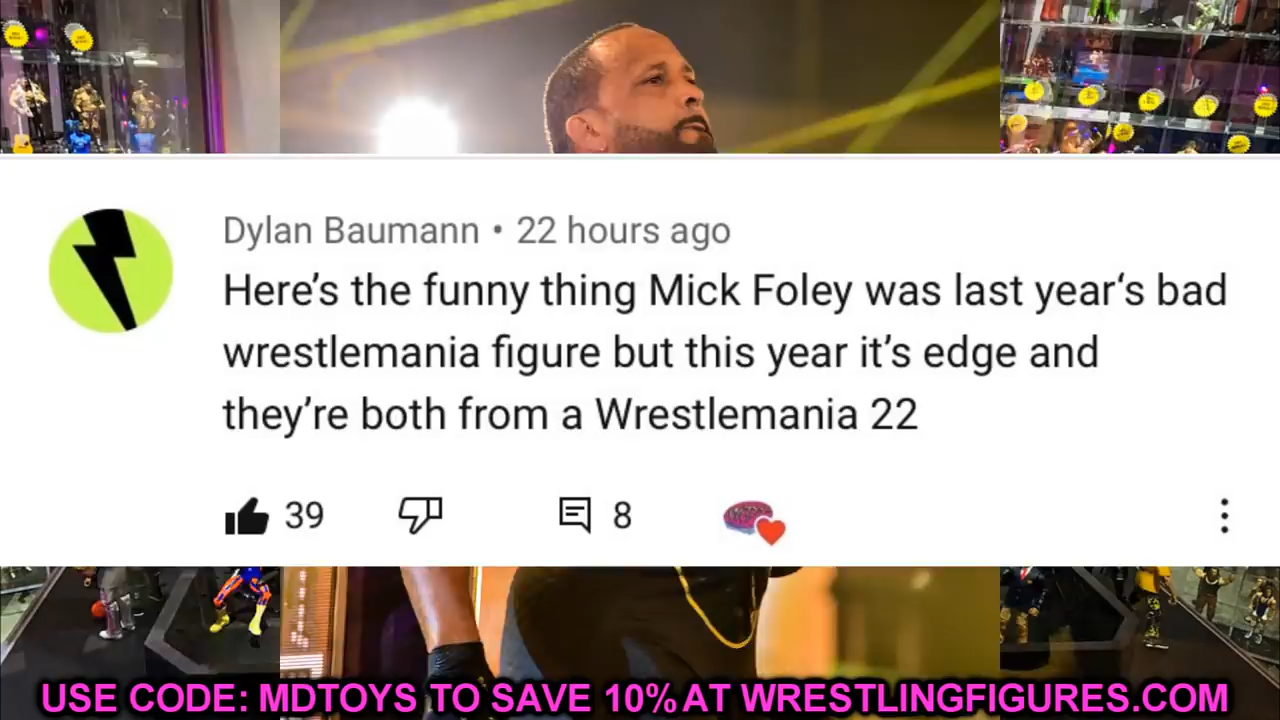 Dylan Baumann • 22 hours ago
Here’s the funny thing Mick Foley was last year‘s bad
wrestlemania figure but this year it’s edge and
they’re both from a Wrestlemania 22
39
8
USE CODE: MDTOYS TO SAVE 10% AT WRESTLINGFIGURES.COM